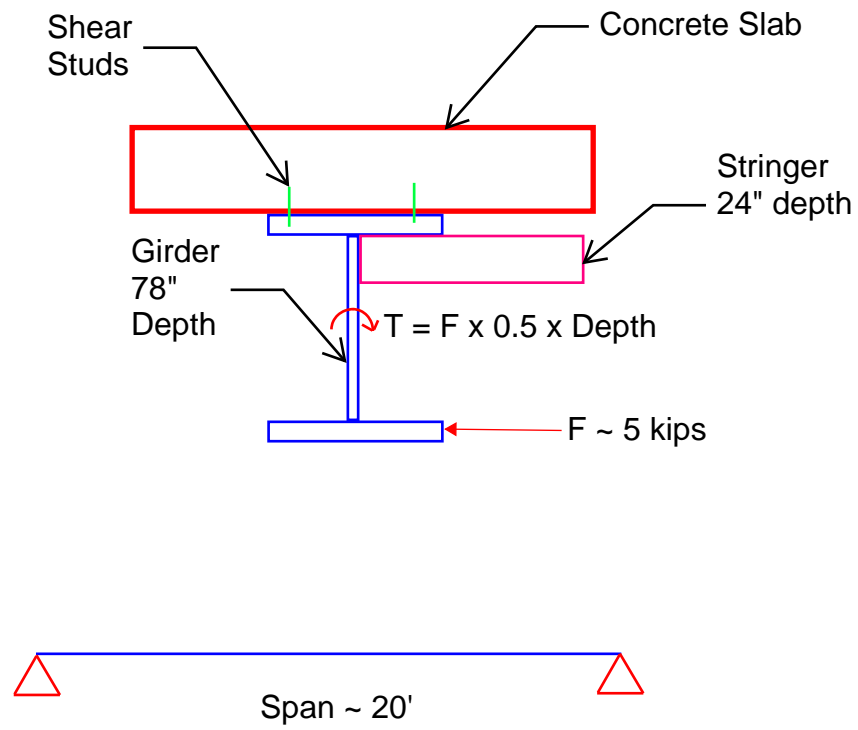 Shear
Studs
Concrete Slab
Stringer
24" depth
Girder
78"
Depth
T = F x 0.5 x Depth
F ~ 5 kips
Span ~ 20'